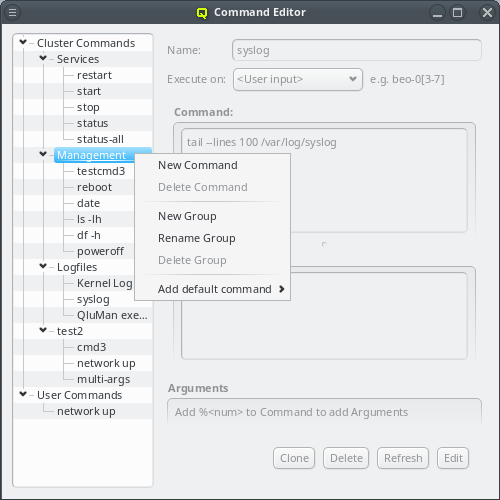 Command Editor
Cluster Commands
Services
restart
start
stop
status
status-all
Management
testcmd3
reboot
date
ls -lh
df -h
poweroff
Logfiles
Kernel Log
syslog
QluMan exe...
test2
cmd3
network up
multi-args
User Commands
network up
New Command
Delete Command
New Group
Rename Group
Delete Group
Add default command
Name: syslog
Execute on: <User input> e.g. beo-0[3-7]
Command:
tail --lines 100 /var/log/syslog
Arguments
Add %<num> to Command to add Arguments
Clone Delete Refresh Edit